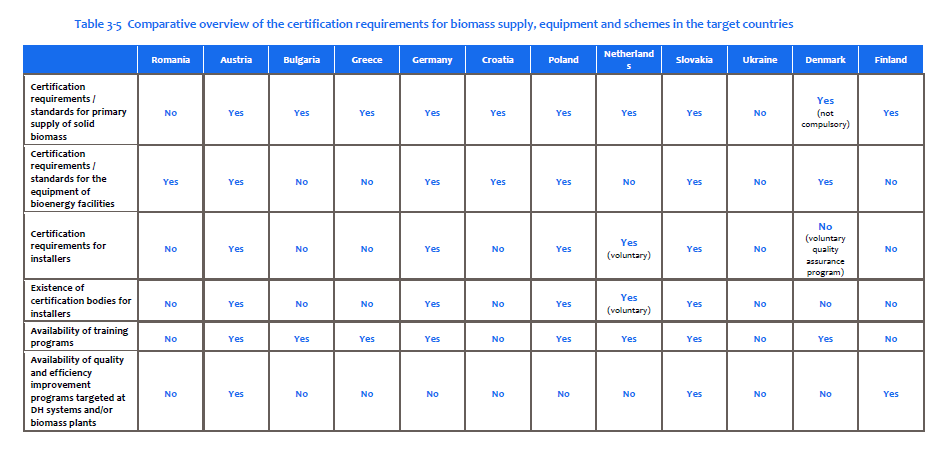 Table 3-5 Comparative overview of the certification requirements for biomass supply, equipment and schemes in the target countries
Romania Austria Bulgaria Greece Germany Croatia Poland Netherland
s Slovakia Ukraine Denmark Finland
Certification
requirements /
standards for primary
supply of solid
biomass
No Yes Yes Yes Yes Yes Yes Yes Yes No Yes
(not
compulsory) Yes
Certification
requirements /
standards for the
equipment of
bioenergy facilities
Yes Yes No No Yes Yes Yes No Yes No Yes No
Certification
requirements for
installers
No Yes No No Yes No Yes Yes
(voluntary) Yes No No
(voluntary
quality
assurance
program) No
Existence of
certification bodies for
installers
No Yes No No Yes No Yes Yes
(voluntary) Yes No No No
Availability of training
programs
No Yes Yes Yes Yes No Yes Yes Yes No Yes No
Availability of quality
and efficiency
improvement
programs targeted at
DH systems and/or
biomass plants
No Yes No No No No No No Yes No No Yes